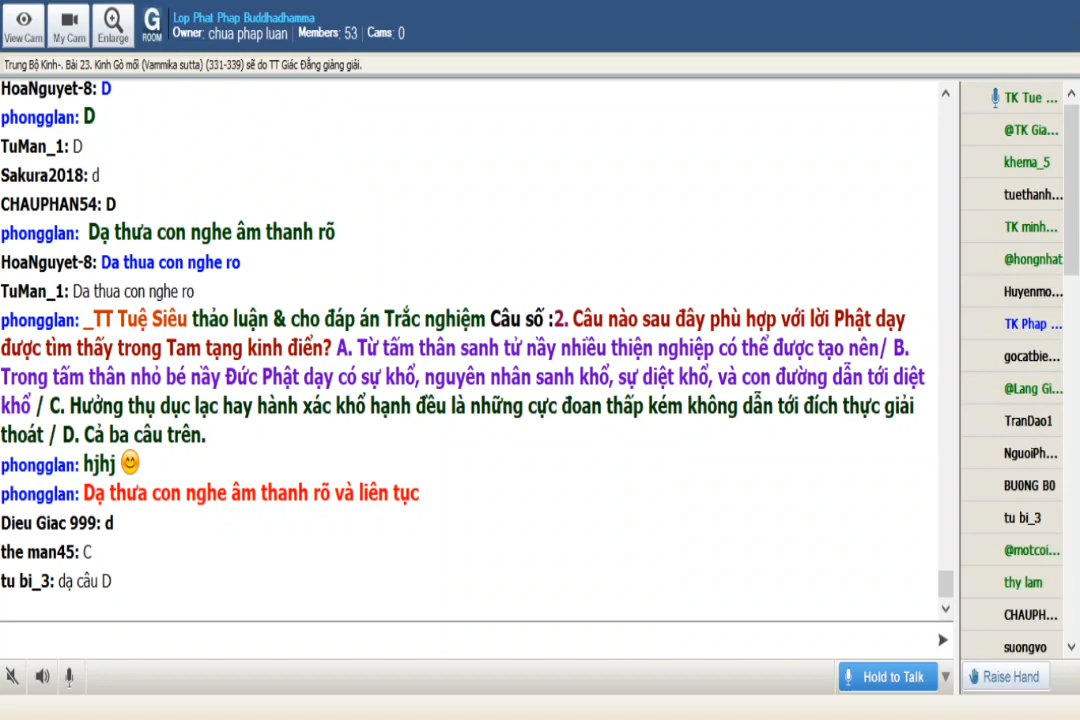 Lop Phat Phap Buddhadhamma
Owner: chua phap luan | Members: 53 | Cams: 0
View Cam My Cam Enlarge G ROOM
Trung Bộ Kinh-. Bài 23. Kinh Gò mối (Vammika sutta) (331-339) sẽ do TT Giác Đẳng giảng giải.
HoaNguyet-8: D
phongglan: D
TuMan_1: D
Sakura2018: d
CHAUPHAN54: D
phongglan: Dạ thưa con nghe âm thanh rõ
HoaNguyet-8: Da thua con nghe ro
TuMan_1: Da thua con nghe ro
phongglan: _TT Tuệ Siêu thảo luận & cho đáp án Trắc nghiệm Câu số :2. Câu nào sau đây phù hợp với lời Phật dạy
được tìm thấy trong Tam tạng kinh điển? A. Từ tấm thân sanh tử nầy nhiều thiện nghiệp có thể được tạo nên/ B.
Trong tấm thân nhỏ bé nầy Đức Phật dạy có sự khổ, nguyên nhân sanh khổ, sự diệt khổ, và con đường dẫn tới diệt
khổ / C. Hưởng thụ dục lạc hay hành xác khổ hạnh đều là những cực đoan thấp kém không dẫn tới đích thực giải
thoát / D. Cả ba câu trên.
phongglan: hjhj
phongglan: Dạ thưa con nghe âm thanh rõ và liên tục
Dieu Giac 999: d
the man45: C
tu bi_3: dạ câu D
TK Tue ...
@TK Gia...
khema_5
tuethanh...
TK minh...
@hongnhat
Huyenmo...
TK Phap ...
gocatbie...
@Lang Gi...
TranDao1
NguoiPh...
BUONG BO
tu bi_3
@motcoi...
thy lam
CHAUPH...
suongvo
Hold to Talk
Raise Hand